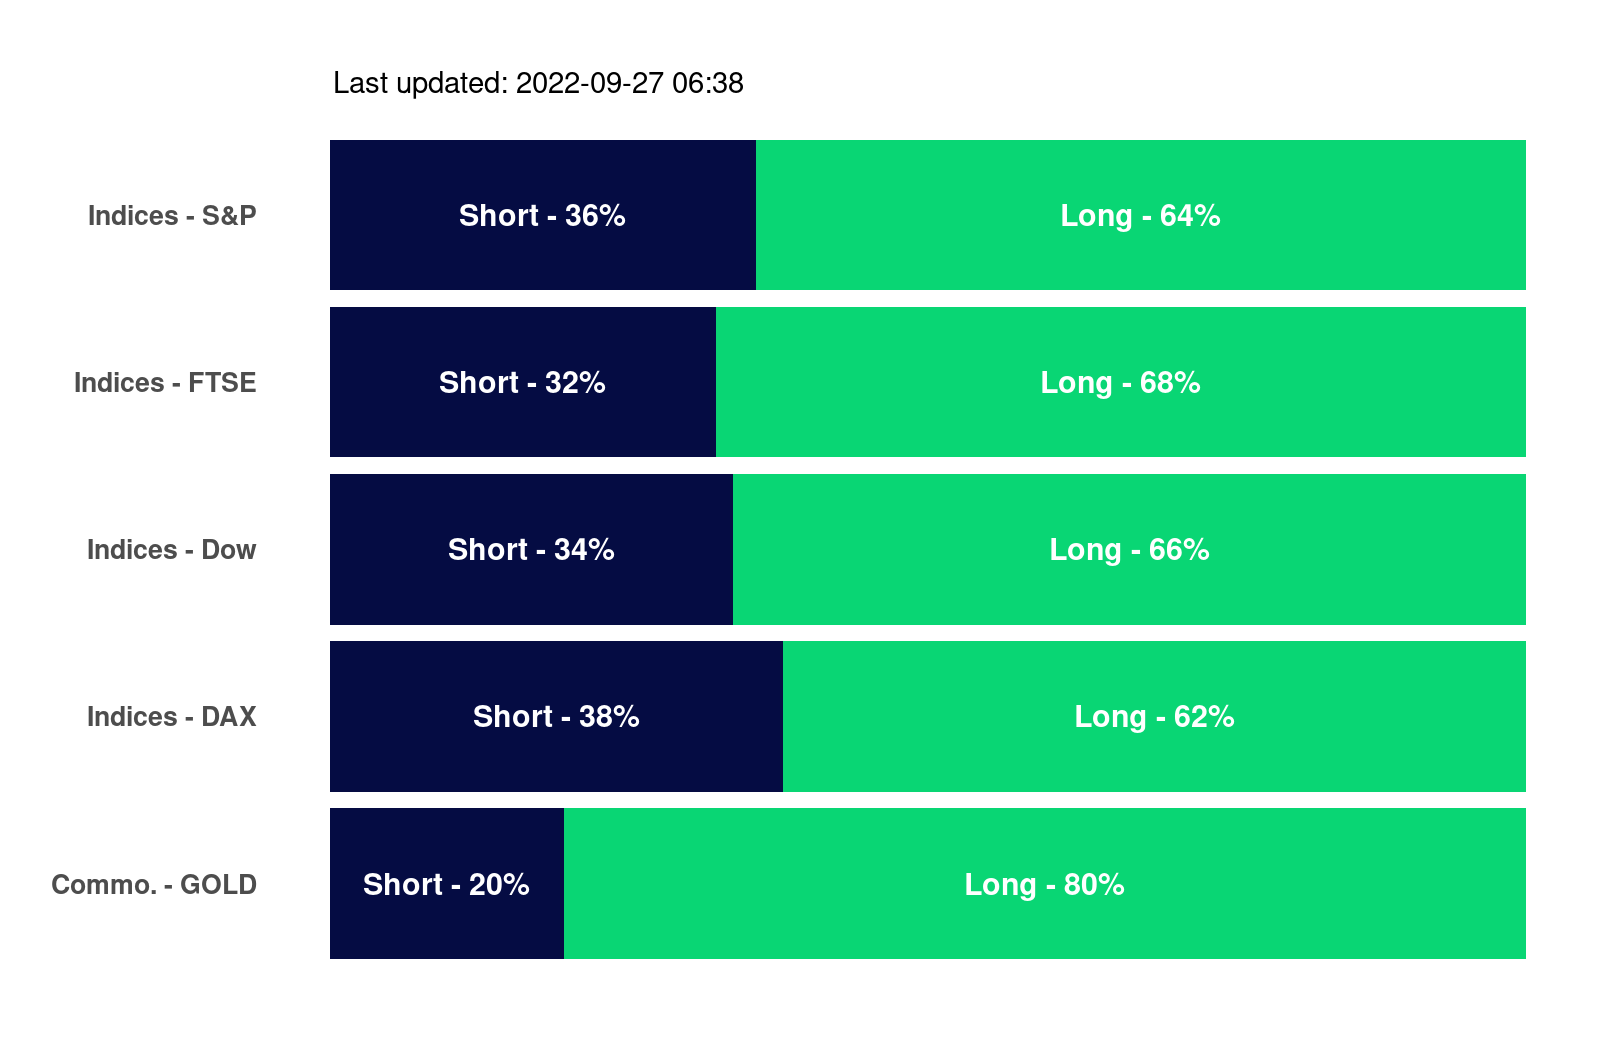 Last updated: 2022-09-27 06:38
Indices - S&P Short - 36% Long - 64%
Indices - FTSE Short - 32% Long - 68%
Indices - Dow Short - 34% Long - 66%
Indices - DAX Short - 38% Long - 62%
Commo. - GOLD Short - 20% Long - 80%